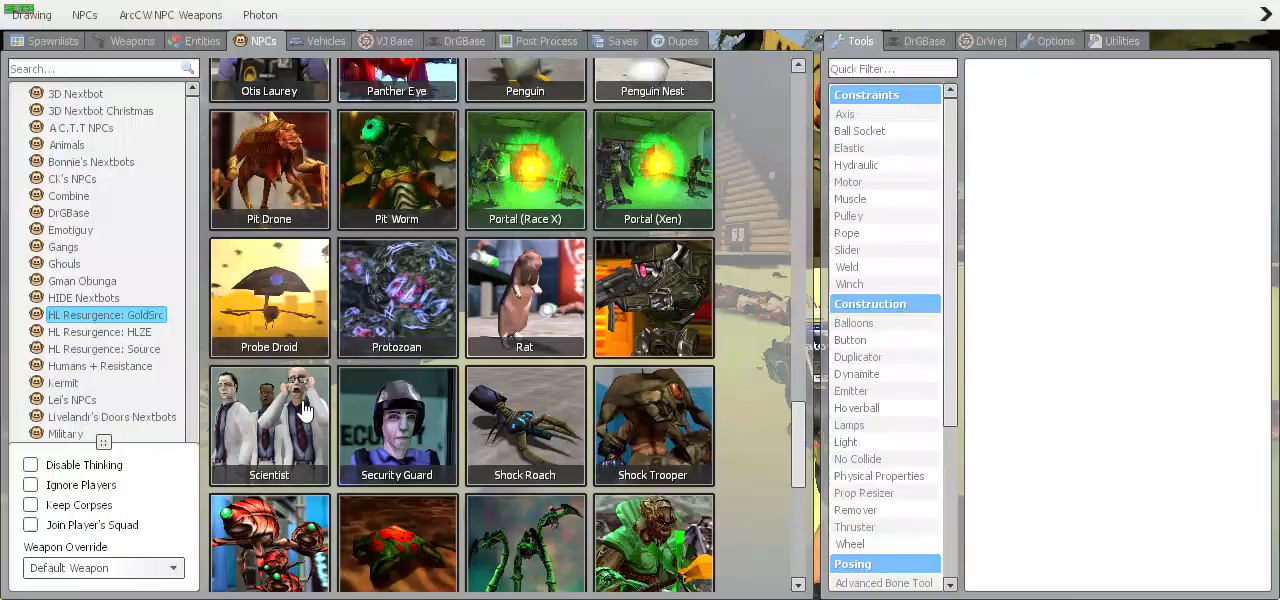 Drawing NPCs ArcCW NPC Weapons Photon
Spawnlists Weapons Entities NPCs Vehicles VJ Base DrGBase Post Process Saves Dupes
Tools DrGBase DrVrej Options Utilities
Search...
3D Nextbot
3D Nextbot Christmas
A.C.T.T NPCs
Animals
Bonnie's Nextbots
CK's NPCs
Combine
DrGBase
Emotiguy
Gangs
Ghouls
Gman Obunga
HIDE Nextbots
HL Resurgence: GoldSrc
HL Resurgence: HLZE
HL Resurgence: Source
Humans + Resistance
Kermit
Lei's NPCs
Livelandr's Doors Nextbots
Military
Disable Thinking
Ignore Players
Keep Corpses
Join Player's Squad
Weapon Override
Default Weapon
Otis Laurey Panther Eye Penguin Penguin Nest
Pit Drone Pit Worm Portal (Race X) Portal (Xen)
Probe Droid Protozoan Rat
Scientist Security Guard Shock Roach Shock Trooper
Quick Filter...
Constraints
Axis
Ball Socket
Elastic
Hydraulic
Motor
Muscle
Pulley
Rope
Slider
Weld
Winch
Construction
Balloons
Button
Duplicator
Dynamite
Emitter
Hoverball
Lamps
Light
No Collide
Physical Properties
Prop Resizer
Remover
Thruster
Wheel
Posing
Advanced Bone Tool